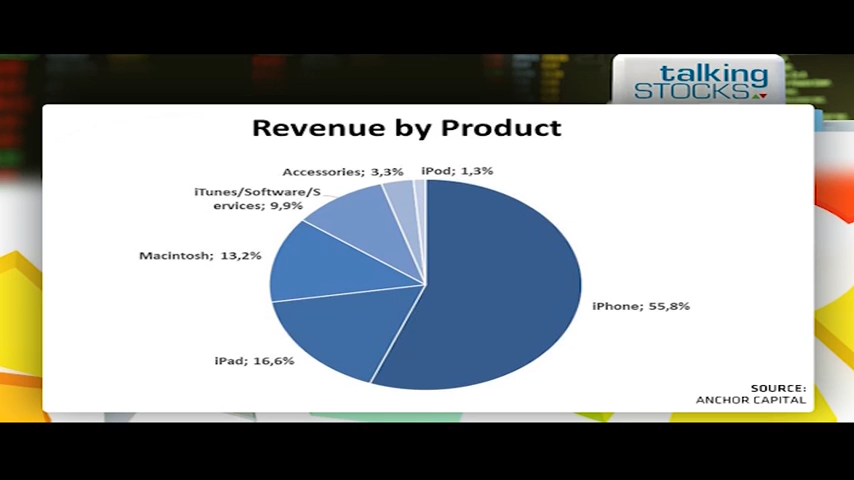 talking
STOCKS
Revenue by Product
Accessories; 3,3%
iPod; 1,3%
iTunes/Software/S
ervices; 9,9%
Macintosh; 13,2%
iPhone; 55,8%
iPad; 16,6%
SOURCE:
ANCHOR CAPITAL